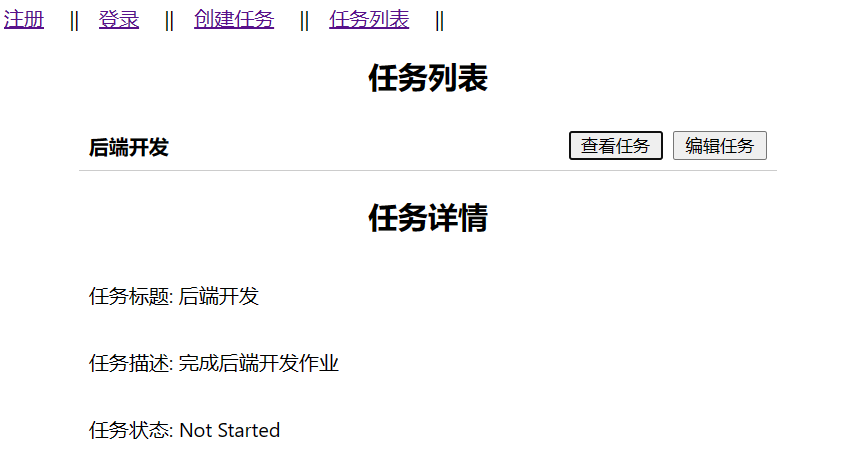 注册 || 登录 || 创建任务 || 任务列表 ||
任务列表
后端开发 查看任务 编辑任务
任务详情
任务标题: 后端开发
任务描述: 完成后端开发作业
任务状态: Not Started